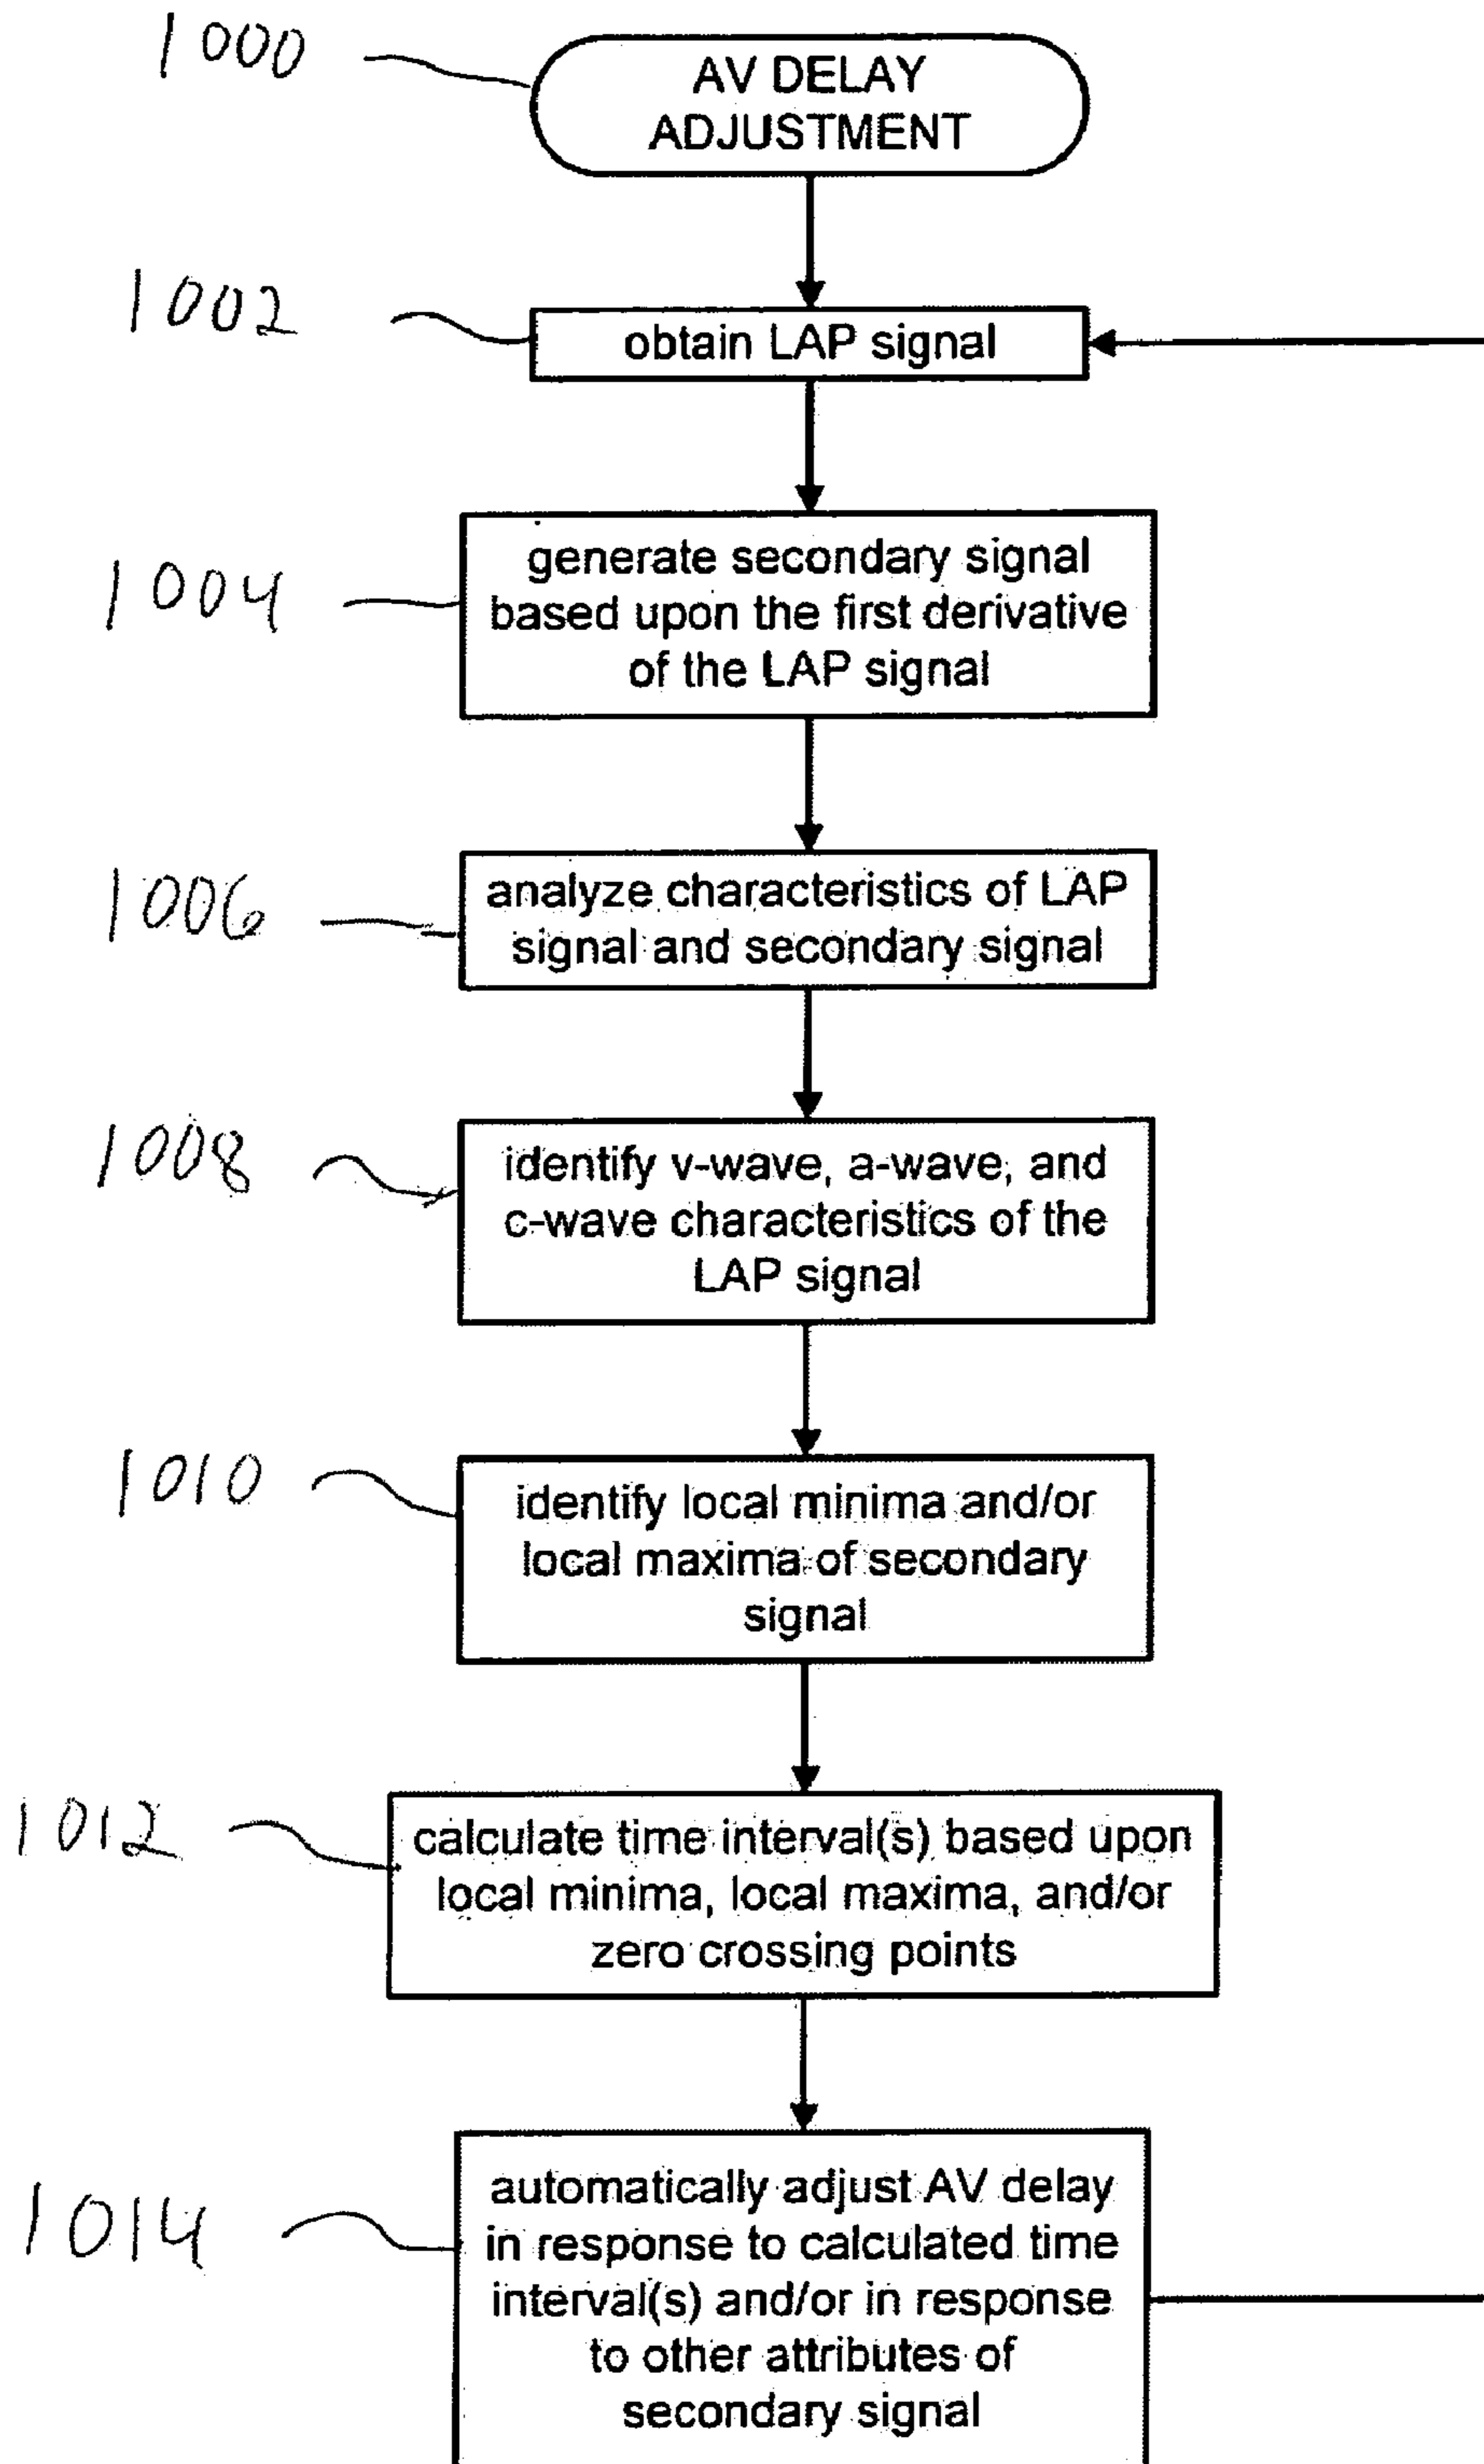 1000
AV DELAY
ADJUSTMENT
1002
obtain LAP signal
1004
generate secondary signal
based upon the first derivative
of the LAP signal
1006
analyze characteristics of LAP
signal and secondary signal
1008
identify v-wave, a-wave, and
c-wave characteristics of the
LAP signal
1010
identify local minima and/or
local maxima of secondary
signal
1012
calculate time interval(s) based upon
local minima, local maxima, and/or
zero crossing points
1014
automatically adjust AV delay
in response to calculated time
interval(s) and/or in response
to other attributes of
secondary signal